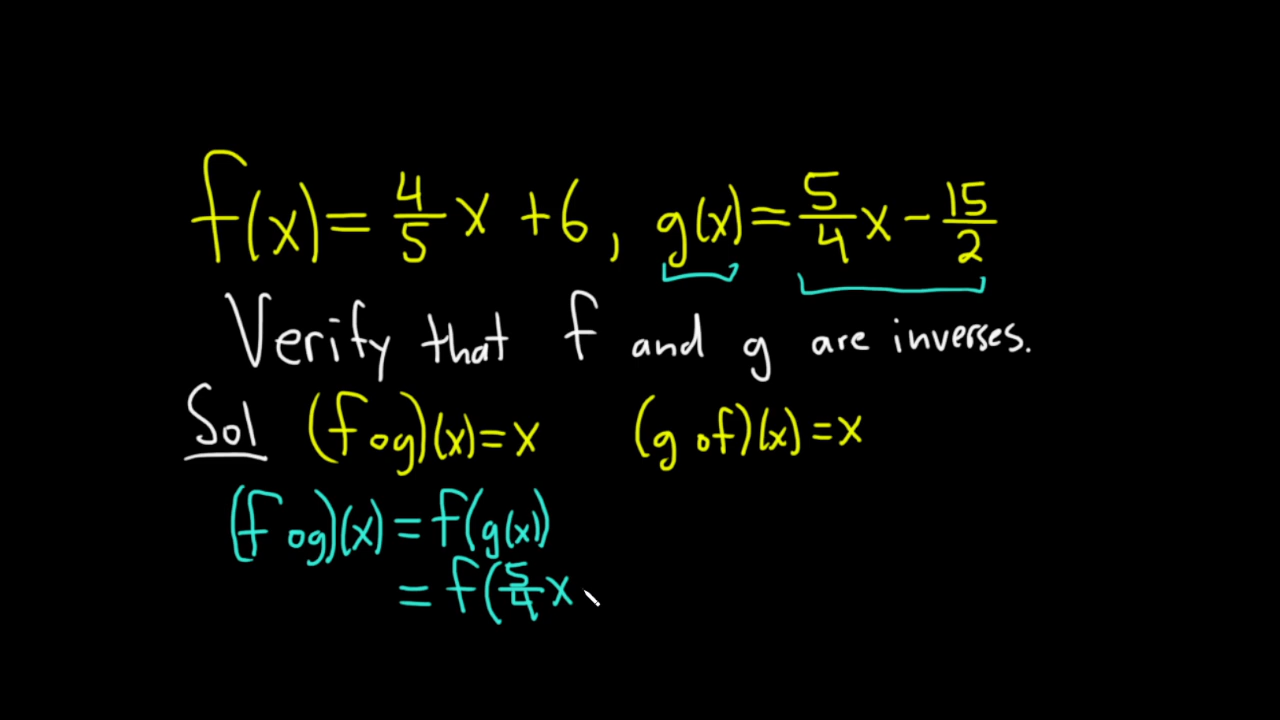 f(x) = 4/5 x + 6, g(x) = 5/4 x - 15/2
Verify that f and g are inverses.
Sol (f o g)(x) = x (g o f)(x) = x
(f o g)(x) = f(g(x))
= f(5/4 x